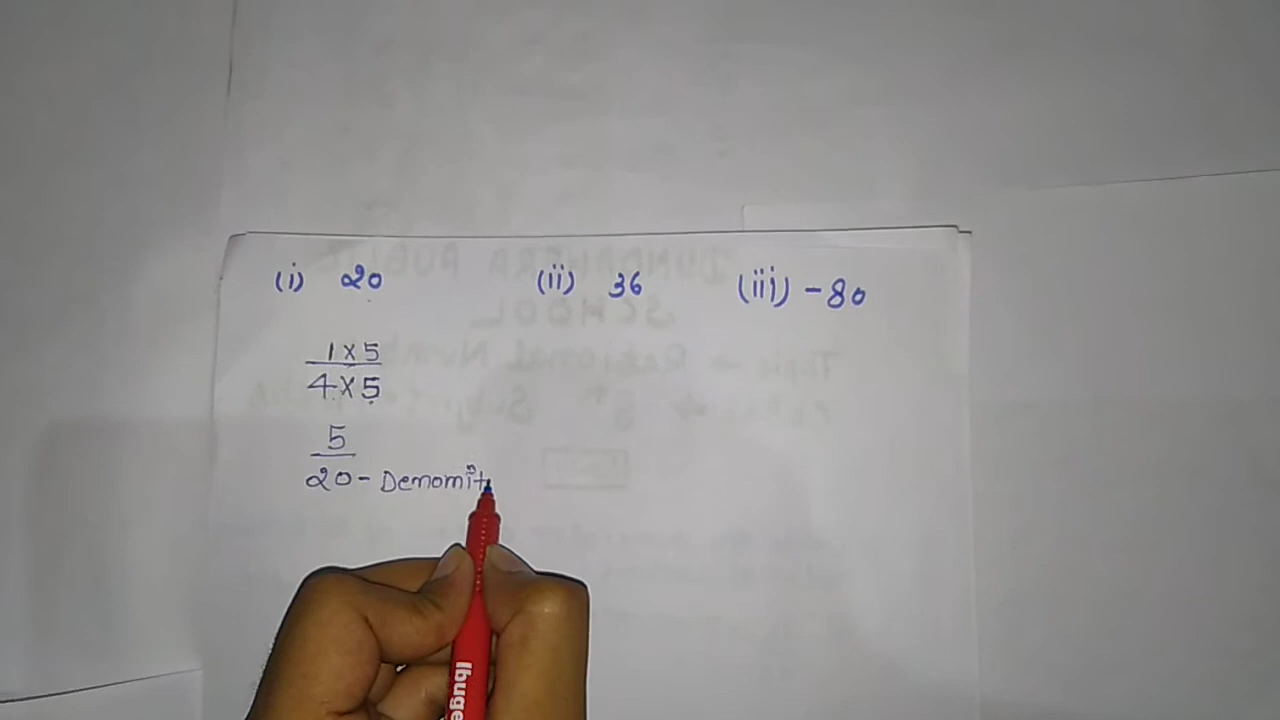 (i) 20 (ii) 36 (iii) -80
1 x 5
4 x 5
5
20 - Denomit